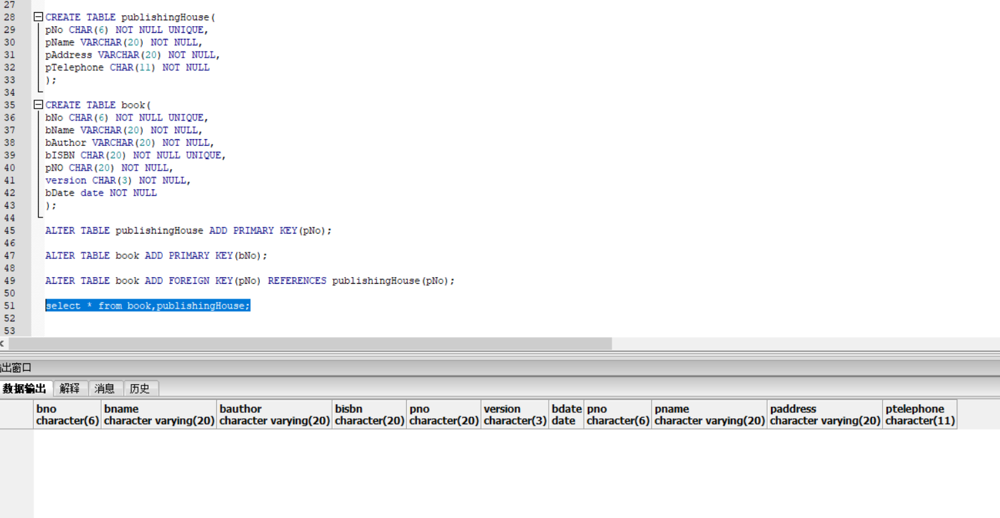 27
28 CREATE TABLE publishingHouse(
29 pNo CHAR(6) NOT NULL UNIQUE,
30 pName VARCHAR(20) NOT NULL,
31 pAddress VARCHAR(20) NOT NULL,
32 pTelephone CHAR(11) NOT NULL
33 );
34
35 CREATE TABLE book(
36 bNo CHAR(6) NOT NULL UNIQUE,
37 bName VARCHAR(20) NOT NULL,
38 bAuthor VARCHAR(20) NOT NULL,
39 bISBN CHAR(20) NOT NULL UNIQUE,
40 pNO CHAR(20) NOT NULL,
41 version CHAR(3) NOT NULL,
42 bDate date NOT NULL
43 );
44
45 ALTER TABLE publishingHouse ADD PRIMARY KEY(pNo);
46
47 ALTER TABLE book ADD PRIMARY KEY(bNo);
48
49 ALTER TABLE book ADD FOREIGN KEY(pNo) REFERENCES publishingHouse(pNo);
50
51 select * from book,publishingHouse;
52
53
出窗口
数据输出 解释 消息 历史
bno bname bauthor bisbn pno version bdate pno pname paddress ptelephone
character(6) character varying(20) character varying(20) character(20) character(20) character(3) date character(6) character varying(20) character varying(20) character(11)